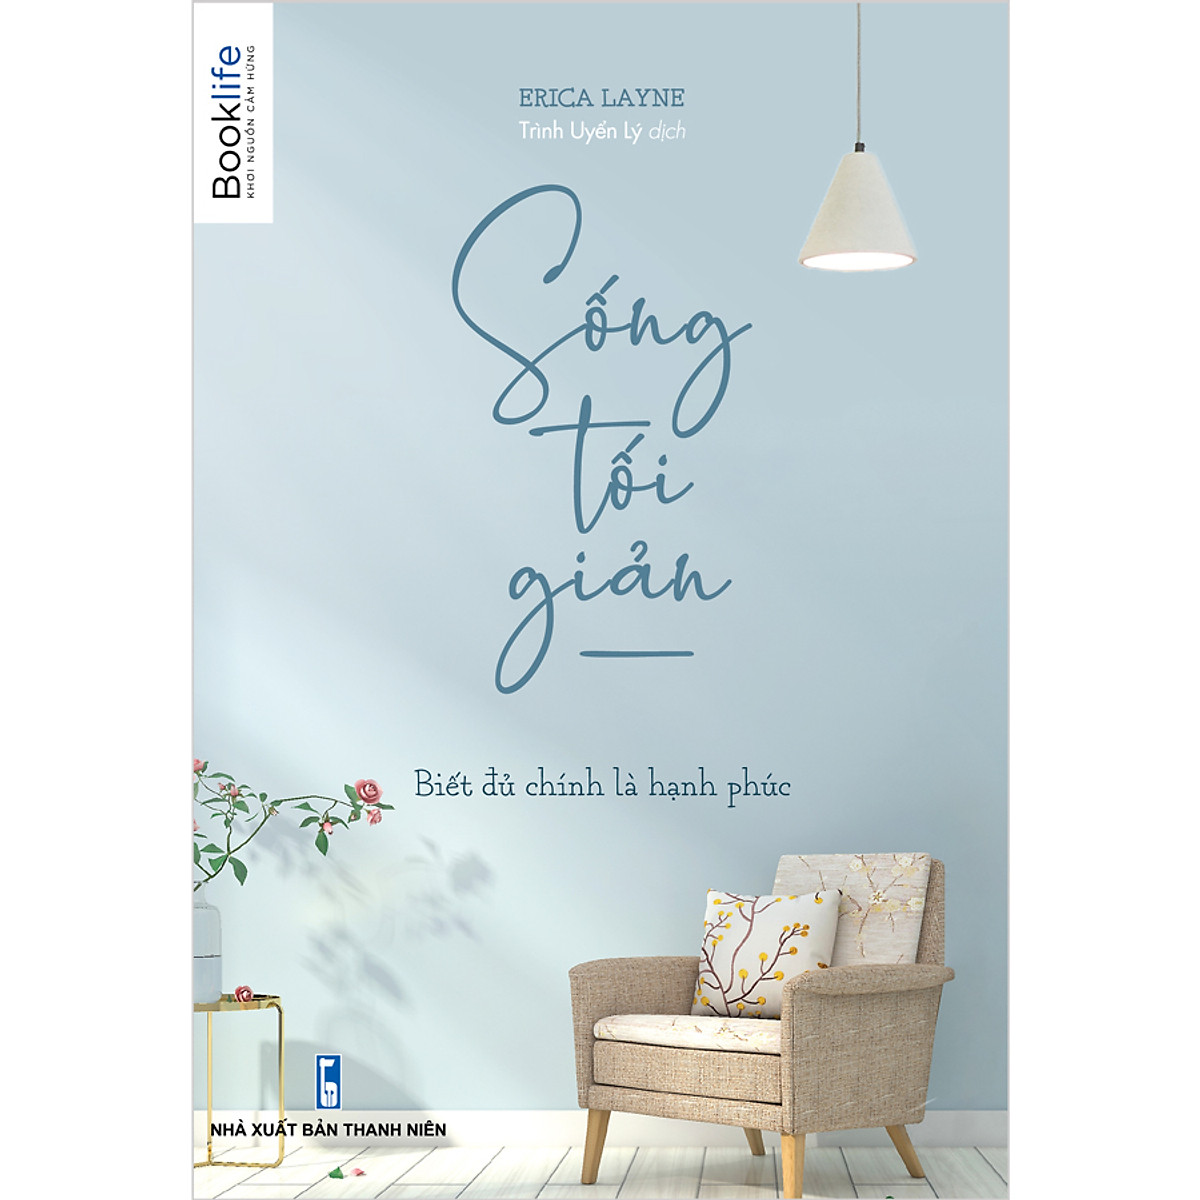 Booklife
KHƠI NGUỒN CẢM HỨNG
ERICA LAYNE
Trình Uyển Lý dịch
Sống
tối
giản
Biết đủ chính là hạnh phúc
NHÀ XUẤT BẢN THANH NIÊN